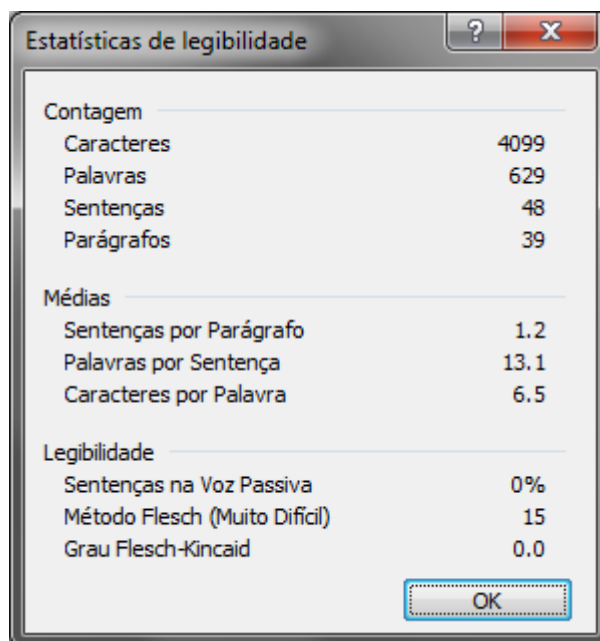 Estatísticas de legibilidade ? X
Contagem
Caracteres 4099
Palavras 629
Sentenças 48
Parágrafos 39
Médias
Sentenças por Parágrafo 1.2
Palavras por Sentença 13.1
Caracteres por Palavra 6.5
Legibilidade
Sentenças na Voz Passiva 0%
Método Flesch (Muito Difícil) 15
Grau Flesch-Kincaid 0.0
OK